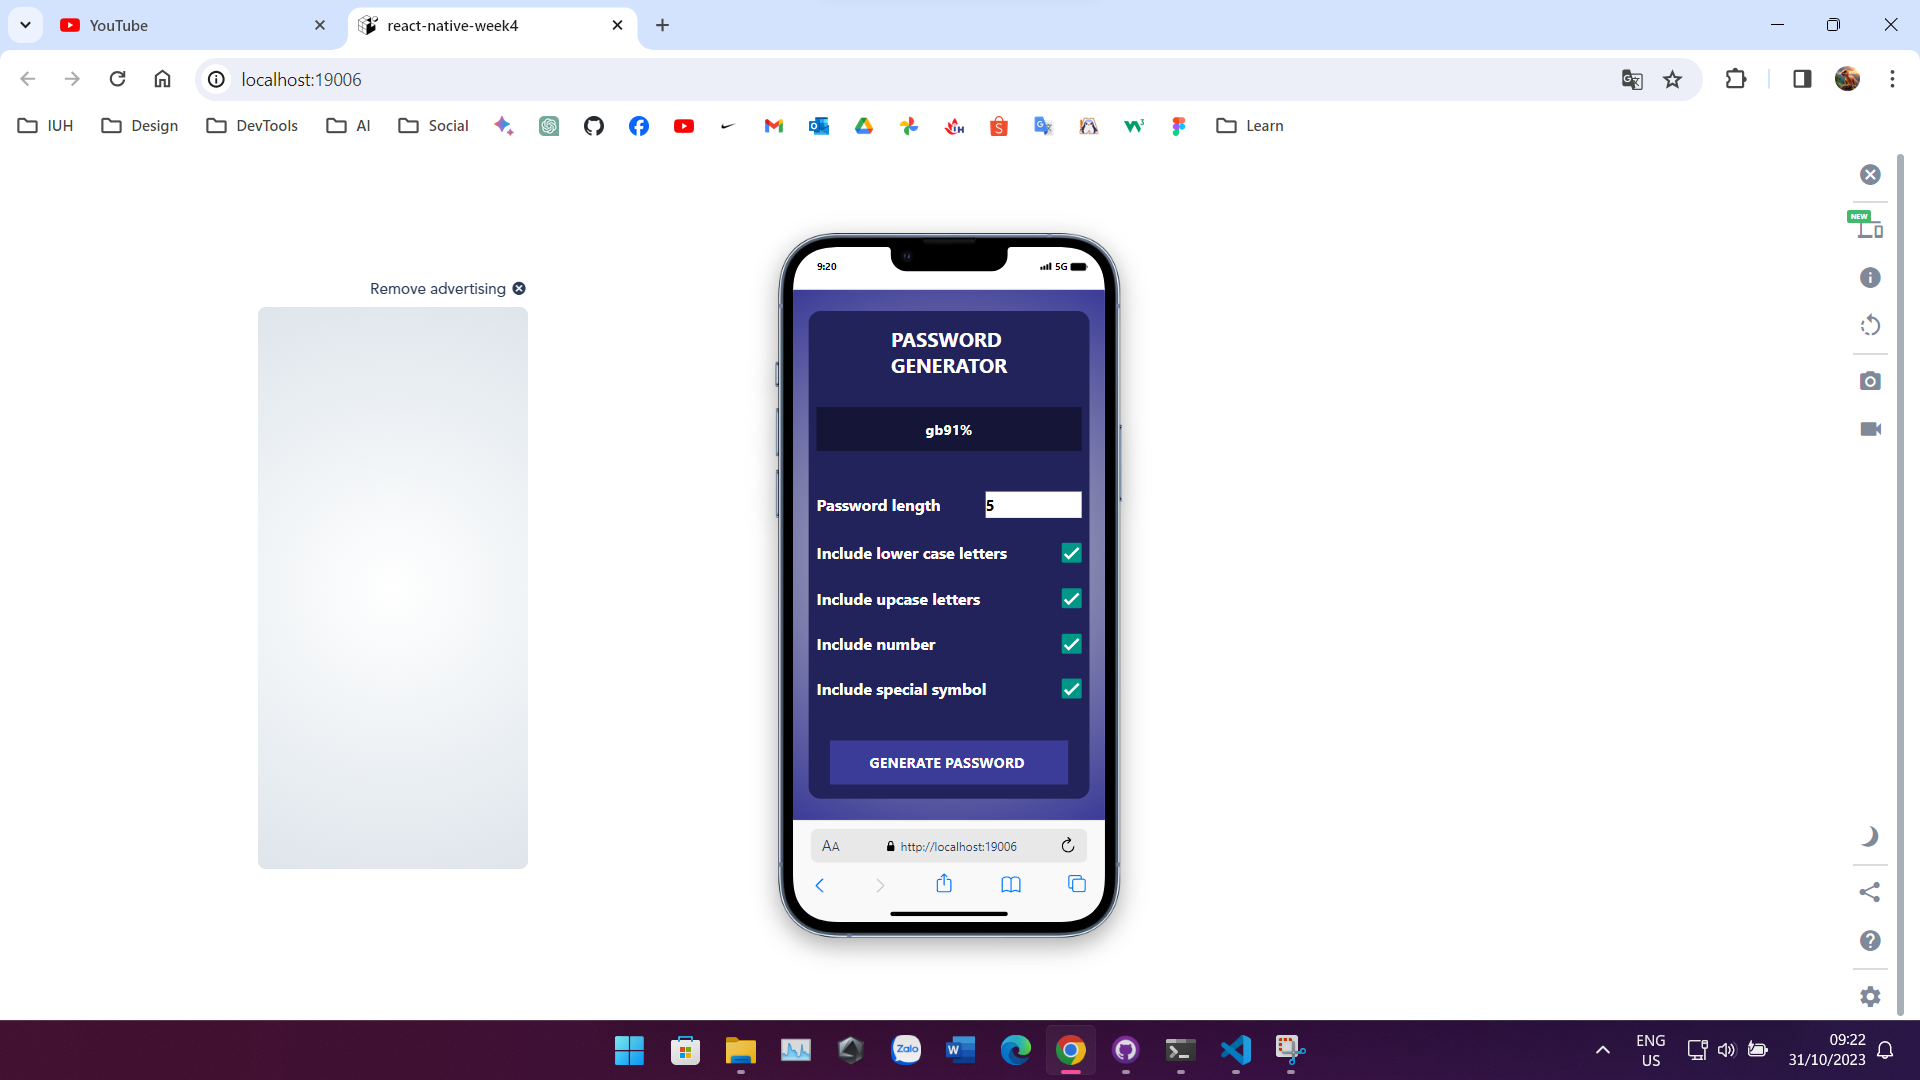 YouTube
react-native-week4
localhost:19006
IUH
Design
DevTools
AI
Social
Learn
NEW
Remove advertising
9:20
5G
PASSWORD
GENERATOR
gb91%
Password length
5
Include lower case letters
Include upcase letters
Include number
Include special symbol
GENERATE PASSWORD
AA
http://localhost:19006
Zalo
W
ENG
US
09:22
31/10/2023